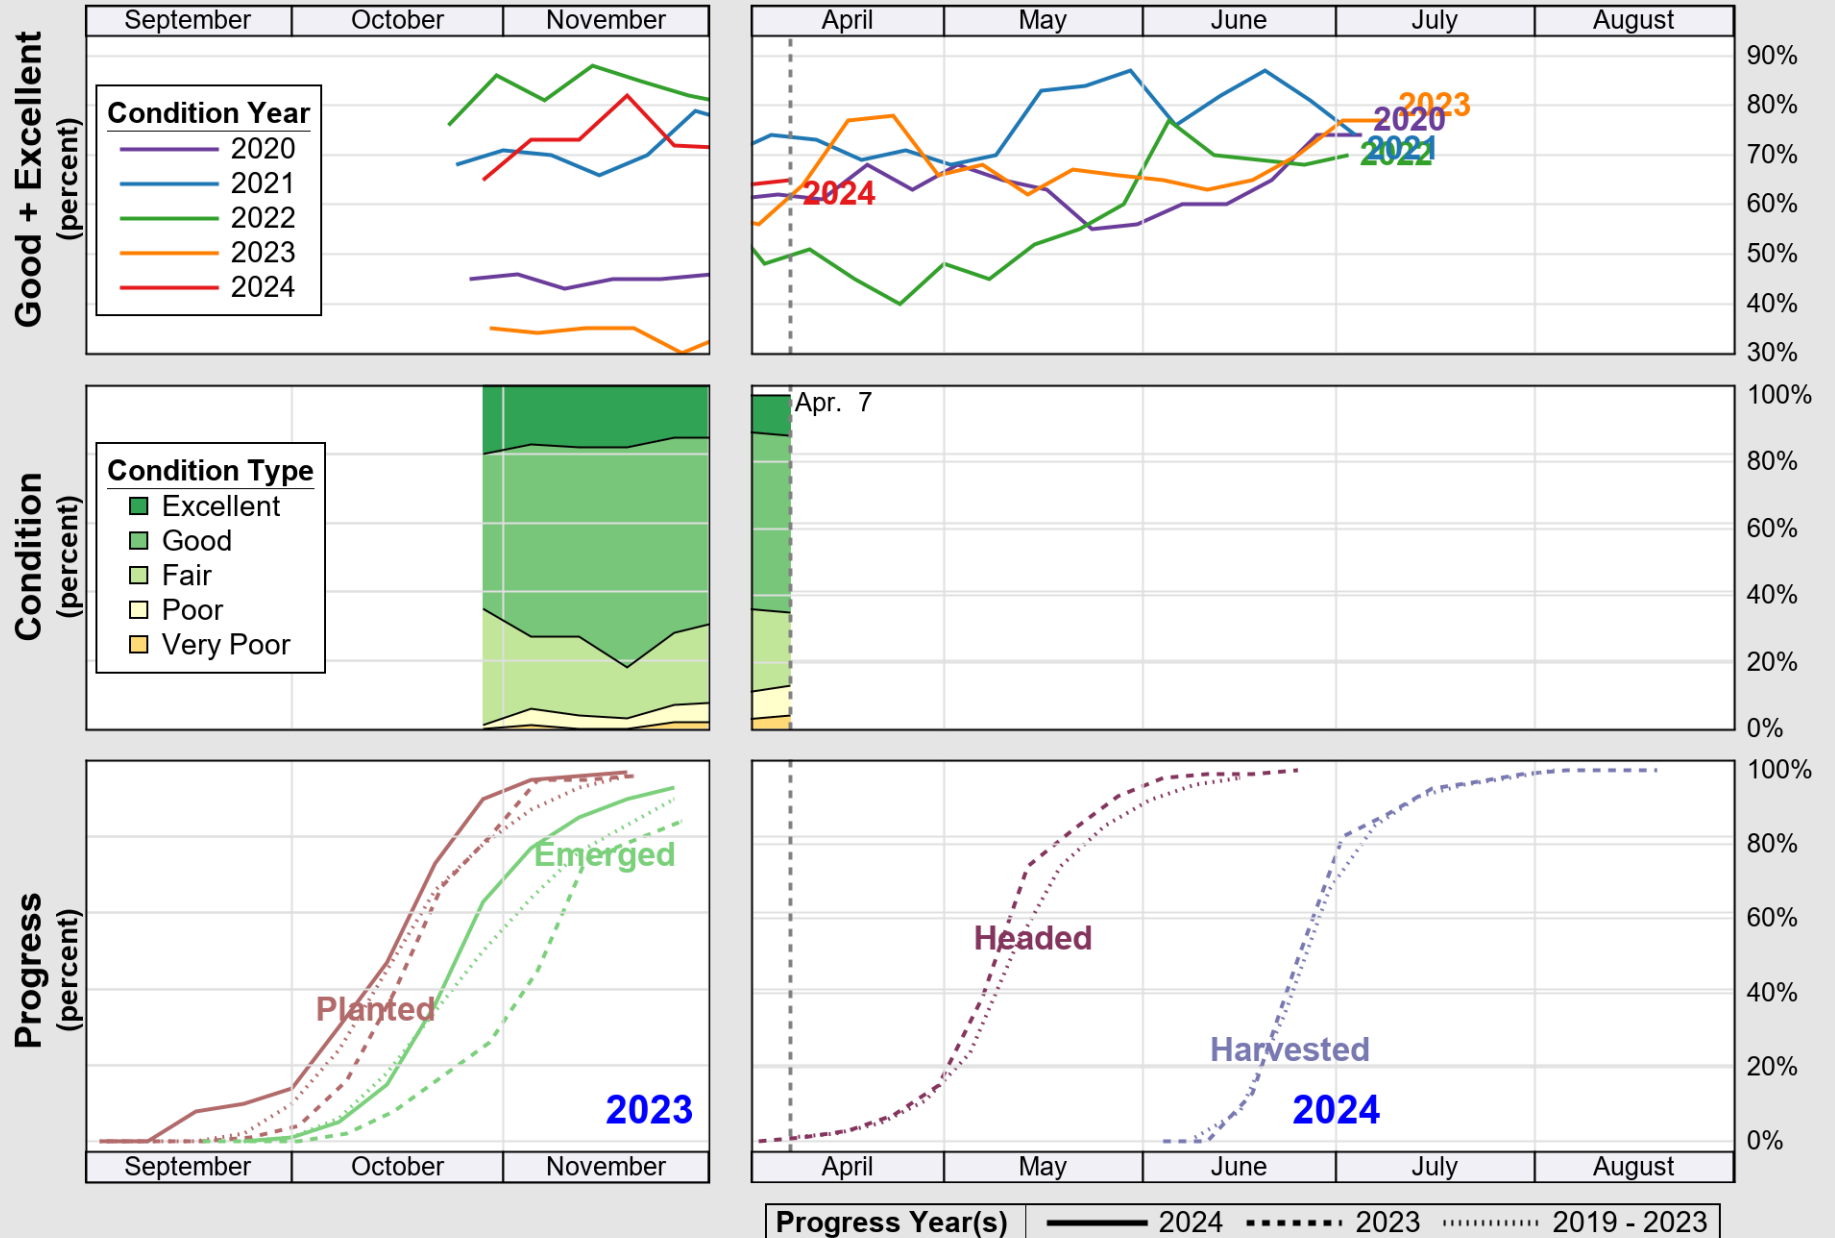 September October November April May June July August
Good + Excellent
(percent)
Condition Year
2020
2021
2022
2023
2024
2023
2020
2021
2022
2024
90%
80%
70%
60%
50%
40%
30%
Condition
(percent)
Condition Type
Excellent
Good
Fair
Poor
Very Poor
Apr. 7
100%
80%
60%
40%
20%
0%
Progress
(percent)
Planted
Emerged
2023
Headed
Harvested
2024
100%
80%
60%
40%
20%
0%
September October November April May June July August
Progress Year(s) 2024 2023 2019 - 2023